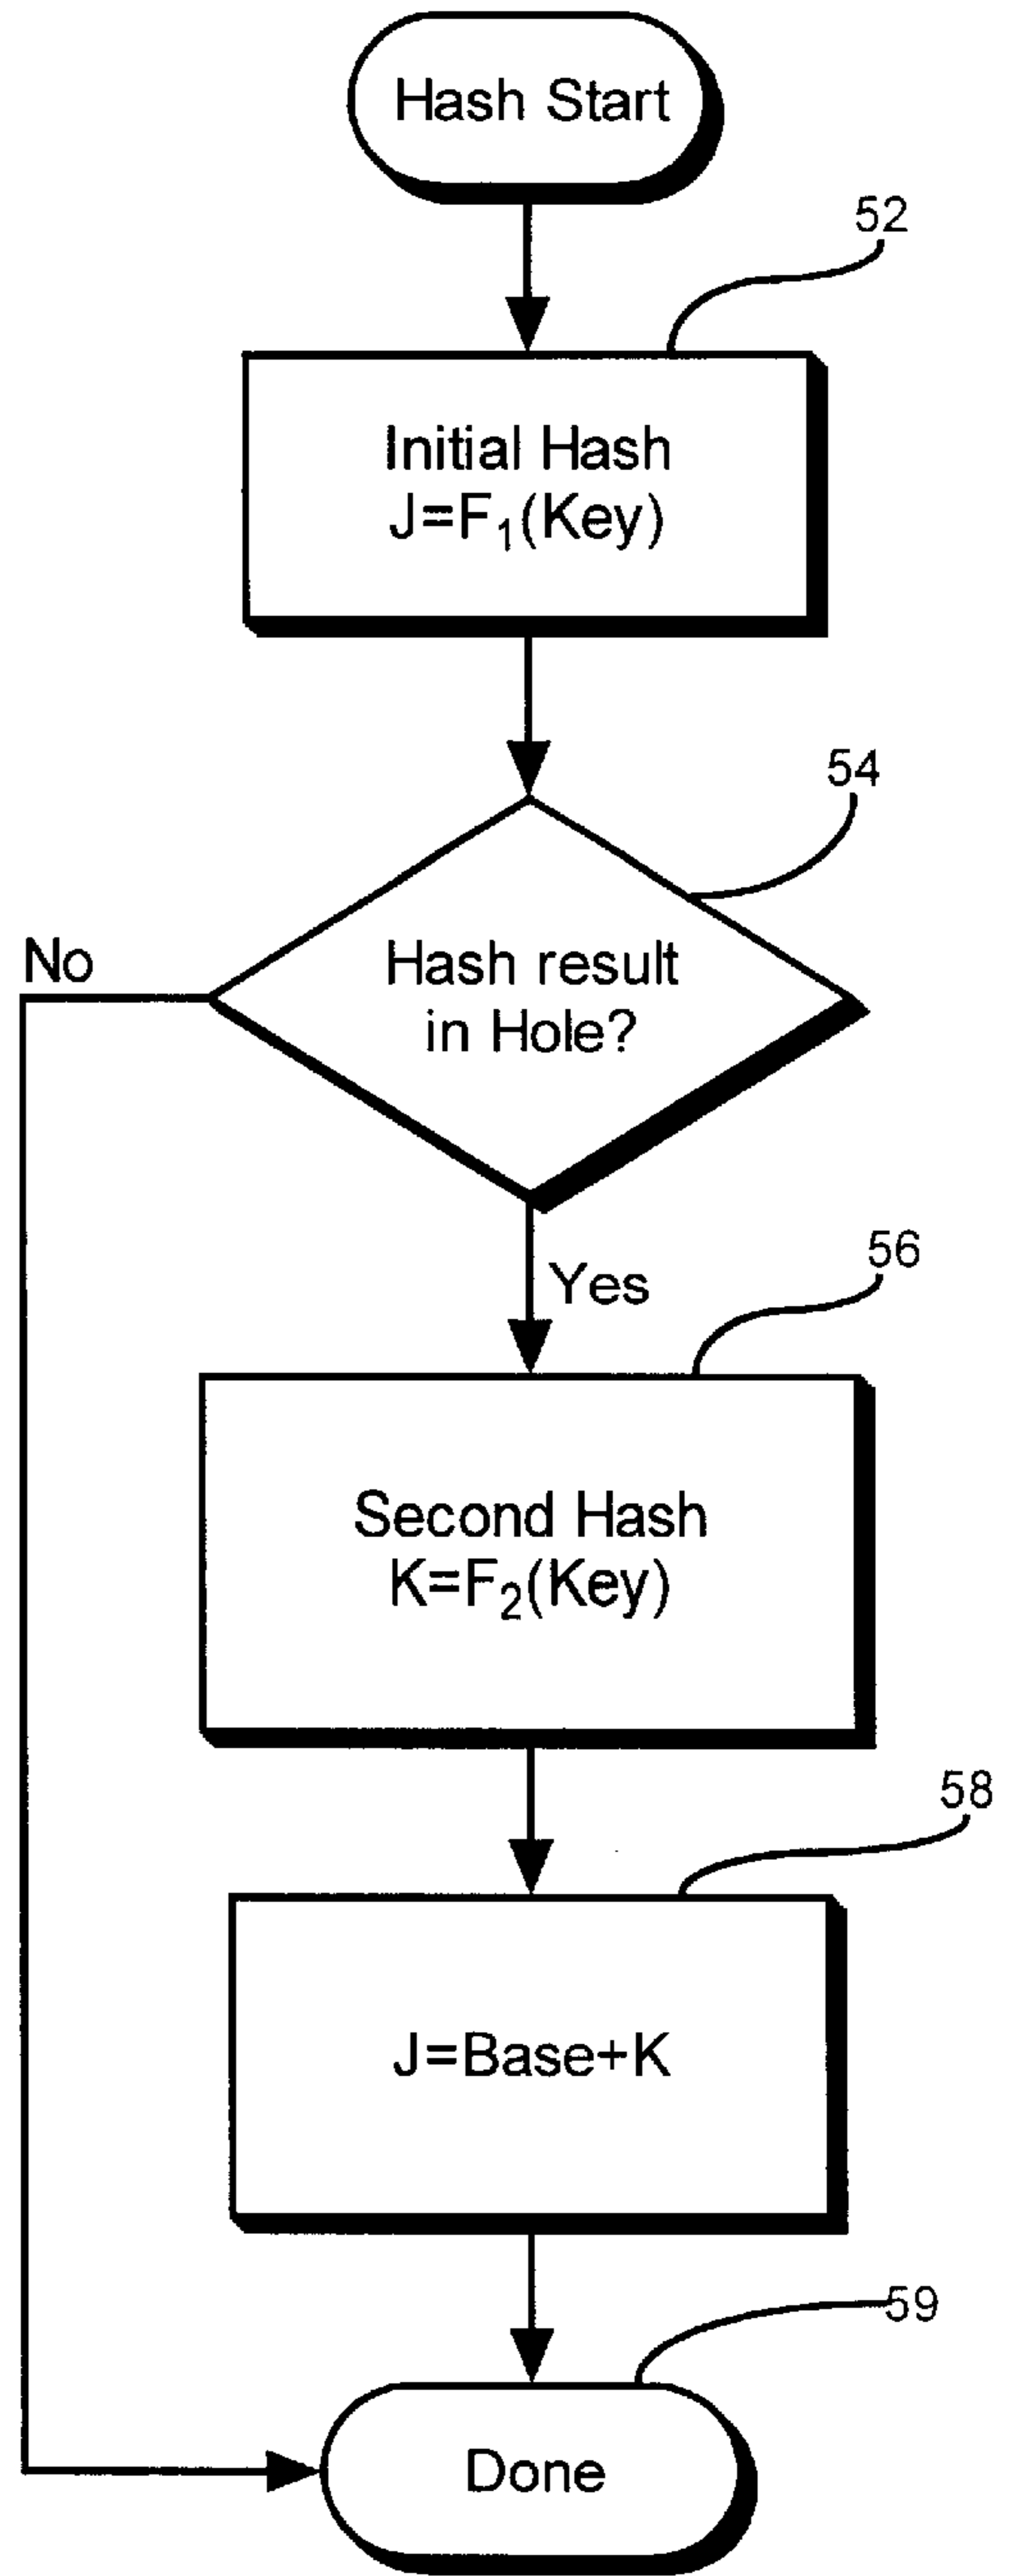 Hash Start
52
Initial Hash
J=F₁(Key)
54
No
Hash result
in Hole?
Yes
56
Second Hash
K=F₂(Key)
58
J=Base+K
59
Done